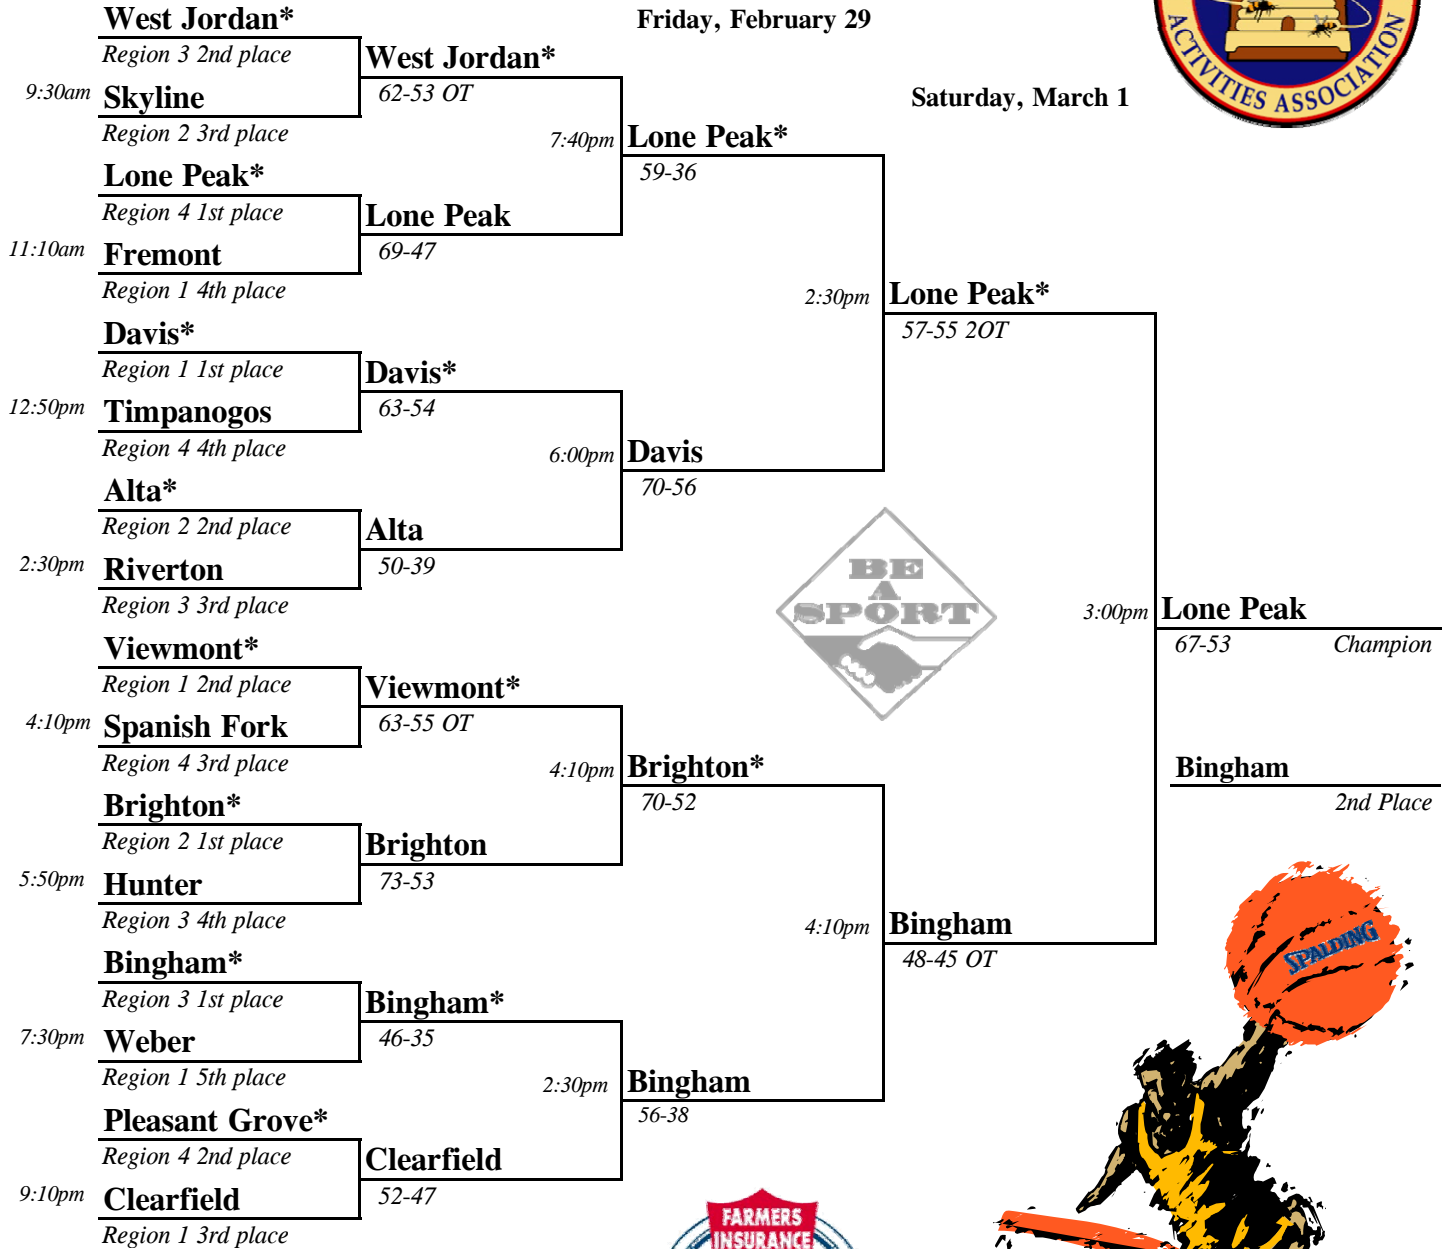 West Jordan*
Friday, February 29
Region 3 2nd place
West Jordan*
9:30am Skyline
62-53 OT
Saturday, March 1
ACTIVITIES ASSOCIATION
Region 2 3rd place
7:40pm Lone Peak*
59-36
Lone Peak*
Region 4 1st place
Lone Peak
11:10am Fremont
69-47
Region 1 4th place
2:30pm Lone Peak*
57-55 2OT
Davis*
Region 1 1st place
Davis*
12:50pm Timpanogos
63-54
Region 4 4th place
6:00pm Davis
70-56
Alta*
Region 2 2nd place
Alta
2:30pm Riverton
50-39
Region 3 3rd place
BE
A
SPORT
3:00pm Lone Peak
67-53 Champion
Viewmont*
Region 1 2nd place
Viewmont*
4:10pm Spanish Fork
63-55 OT
Region 4 3rd place
4:10pm Brighton*
70-52
Bingham
2nd Place
Brighton*
Region 2 1st place
Brighton
5:50pm Hunter
73-53
Region 3 4th place
4:10pm Bingham
48-45 OT
SPALDING
Bingham*
Region 3 1st place
Bingham*
7:30pm Weber
46-35
Region 1 5th place
2:30pm Bingham
56-38
Pleasant Grove*
Region 4 2nd place
Clearfield
9:10pm Clearfield
52-47
Region 1 3rd place
FARMERS
INSURANCE